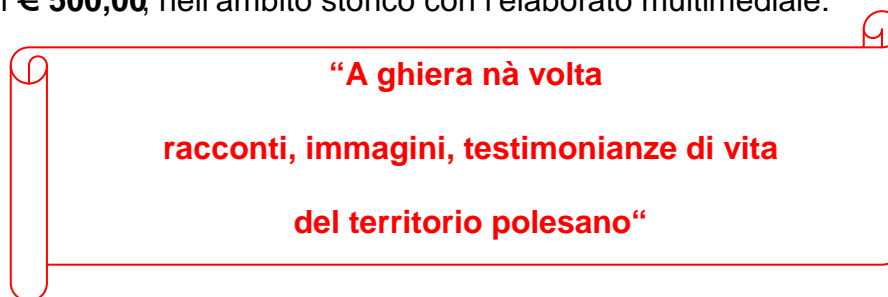 € 500,00, nell'ambito storico con l'elaborato multimediale:
“A ghiera nà volta
racconti, immagini, testimonianze di vita
del territorio polesano“